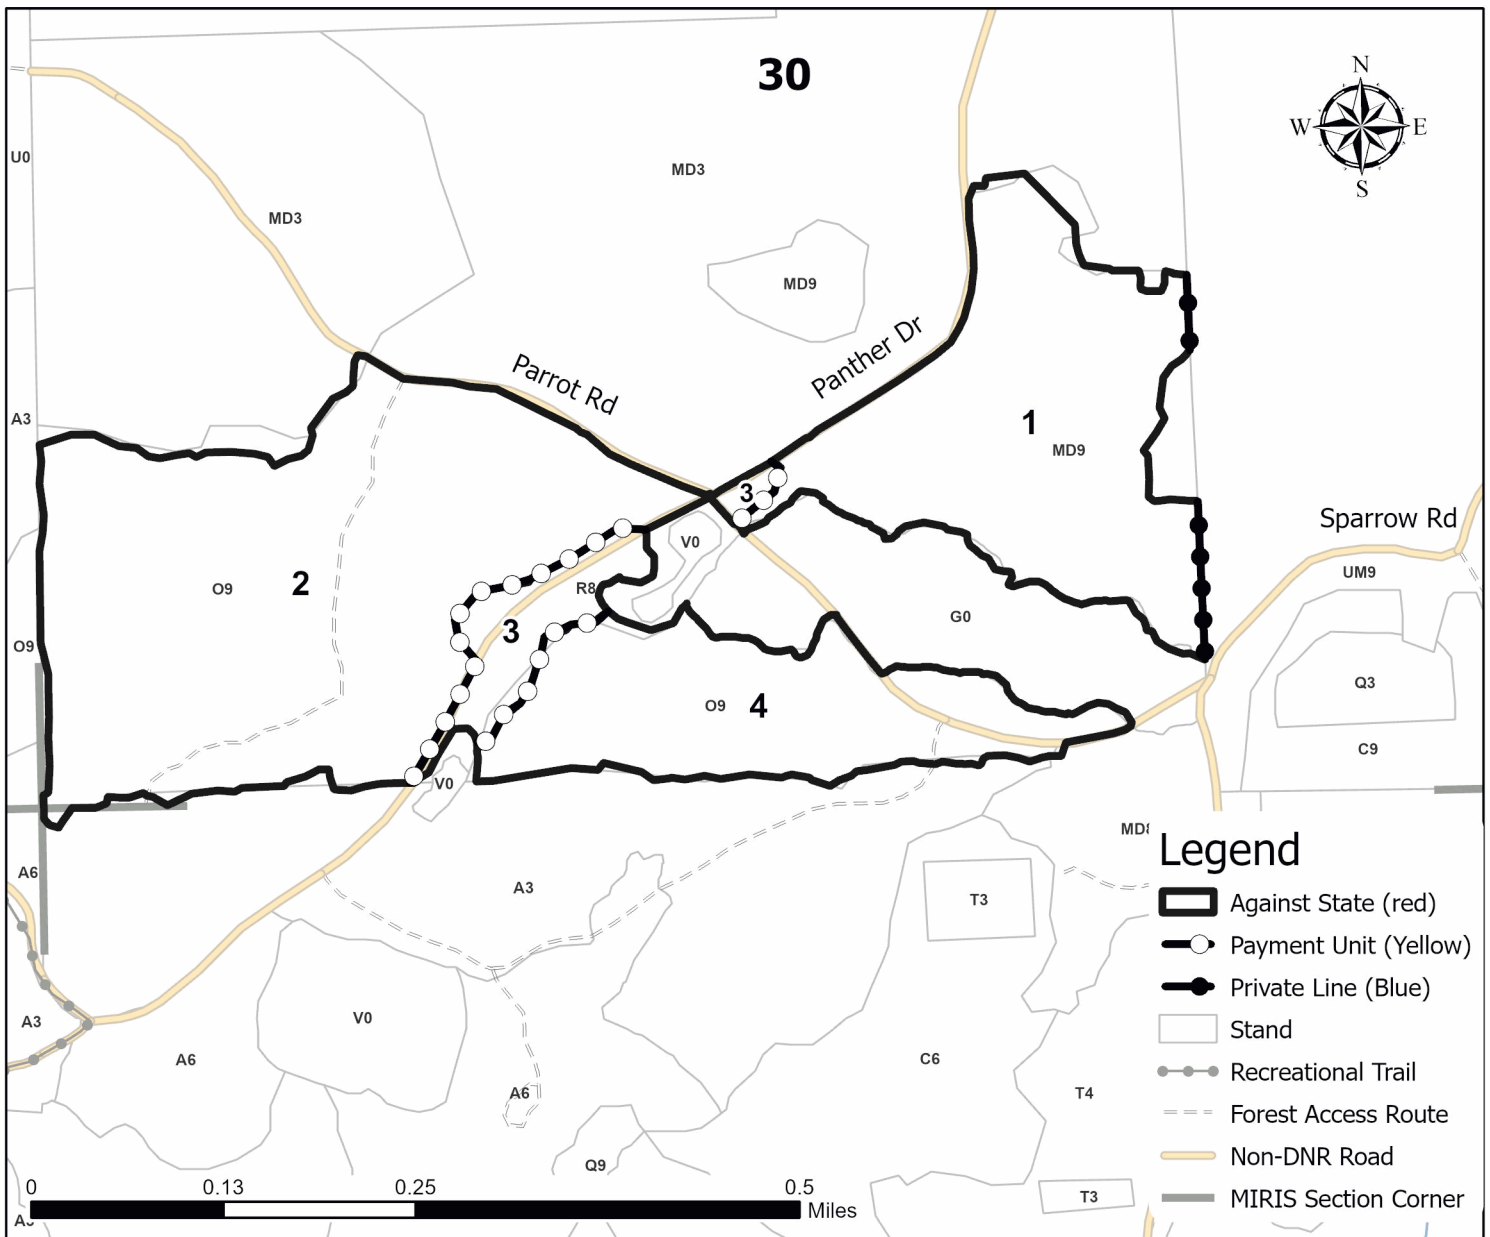 30
N
W E
S
U0
MD3
MD3
MD9
Parrot Rd
Panther Dr
A3
1
MD9
3
Sparrow Rd
V0
UM9
O9
2
R8
G0
3
O9
Q3
O9
4
C9
V0
MD8
A6
A3
T3
A3
V0
A6
C6
A6
T4
Q9
T3
Legend
Against State (red)
Payment Unit (Yellow)
Private Line (Blue)
Stand
Recreational Trail
Forest Access Route
Non-DNR Road
MIRIS Section Corner
0 0.13 0.25 0.5
Miles